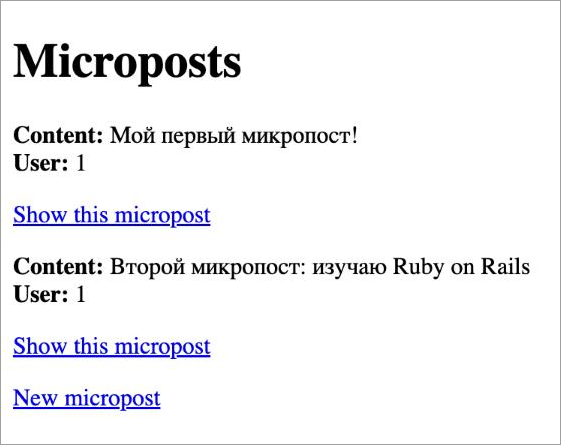 Microposts
Content: Мой первый микропост!
User: 1
Show this micropost
Content: Второй микропост: изучаю Ruby on Rails
User: 1
Show this micropost
New micropost